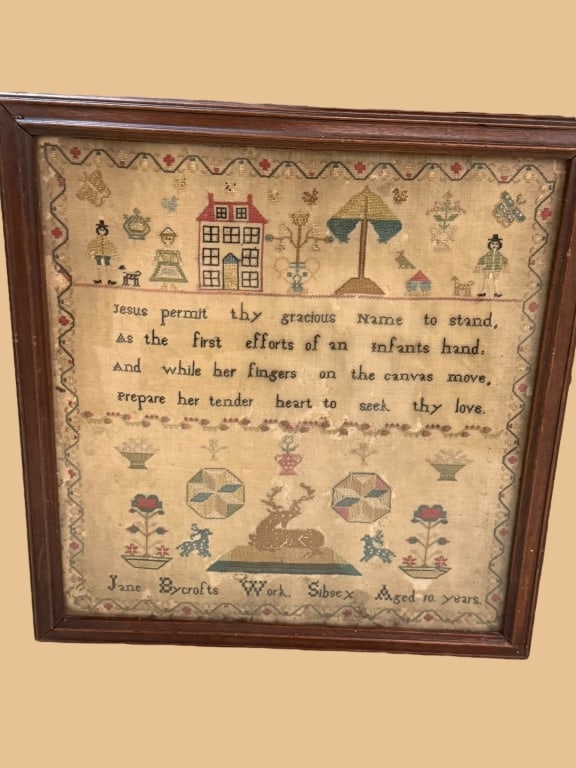 Jesus permit thy gracious Name to stand,
As the first efforts of an infants hand:
And while her fingers on the canvas move,
Prepare her tender heart to seek thy love.
Jane Bycrofts Work. Sibsey Aged 10 years.